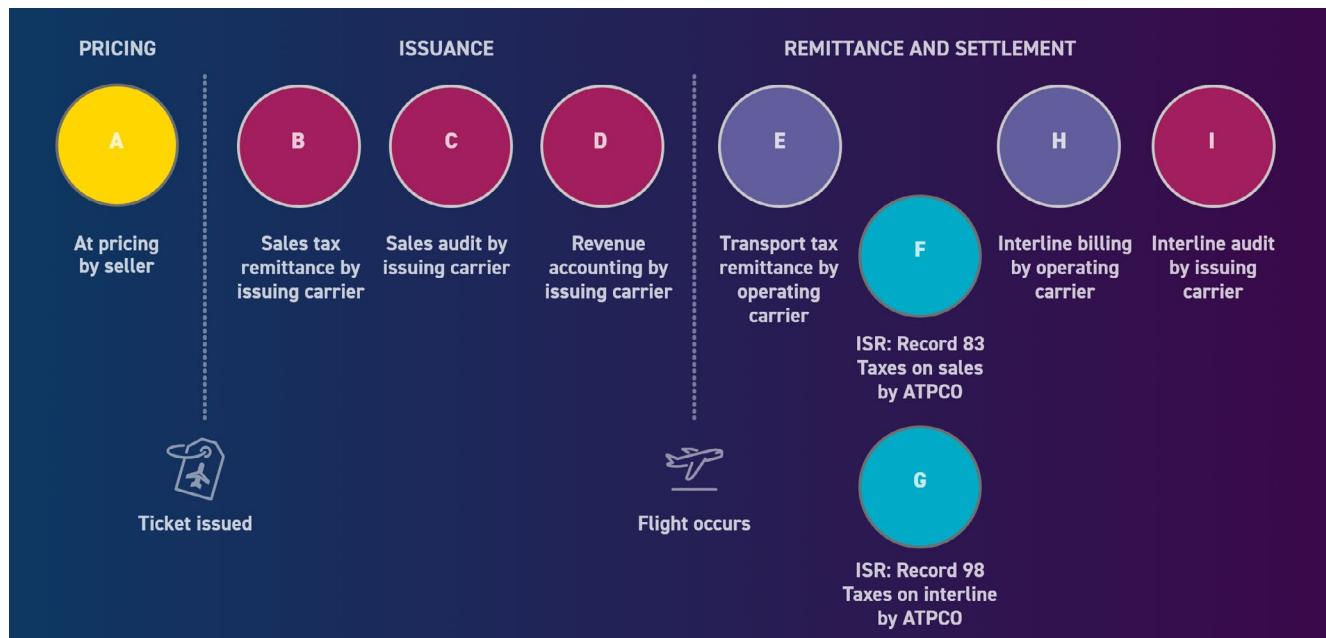 PRICING
ISSUANCE
REMITTANCE AND SETTLEMENT
A
B
C
D
E
H
I
At pricing
by seller
Sales tax
remittance by
issuing carrier
Sales audit by
issuing carrier
Revenue
accounting by
issuing carrier
Transport tax
remittance by
operating
carrier
F
ISR: Record 83
Taxes on sales
by ATPCO
Interline billing
by operating
carrier
Interline audit
by issuing
carrier
G
ISR: Record 98
Taxes on interline
by ATPCO
Ticket issued
Flight occurs